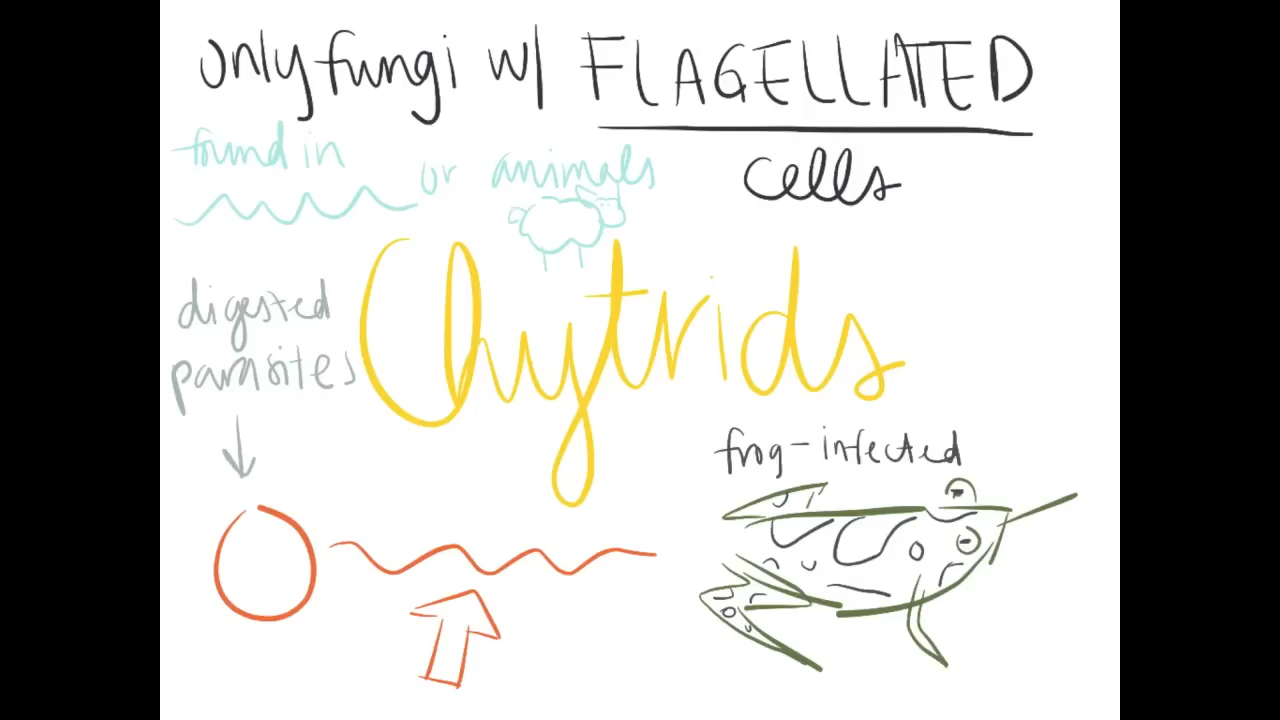 only fungi w/ FLAGELLATED
cells
found in
or animals
Chytrids
digested
parasites
frog-infected